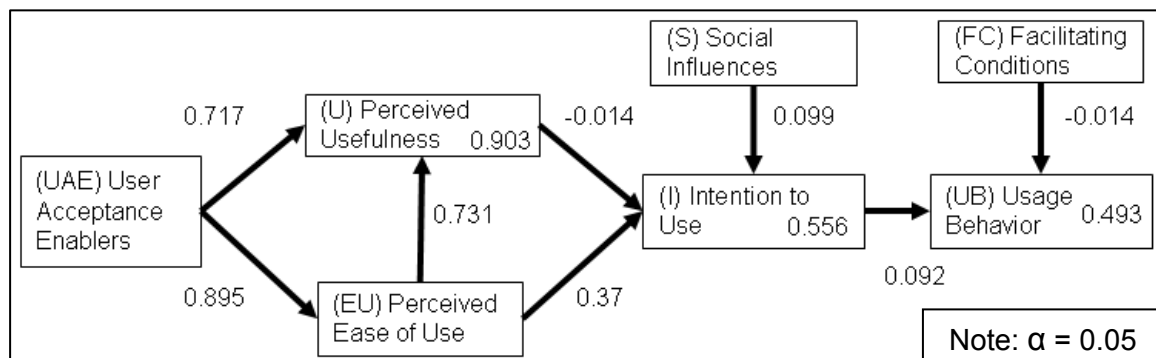 (S) Social
Influences
(FC) Facilitating
Conditions
0.717
(U) Perceived
Usefulness 0.903
-0.014
0.099
-0.014
(UAE) User
Acceptance
Enablers
0.731
(I) Intention to
Use 0.556
(UB) Usage
Behavior 0.493
0.895
(EU) Perceived
Ease of Use
0.37
0.092
Note: α = 0.05